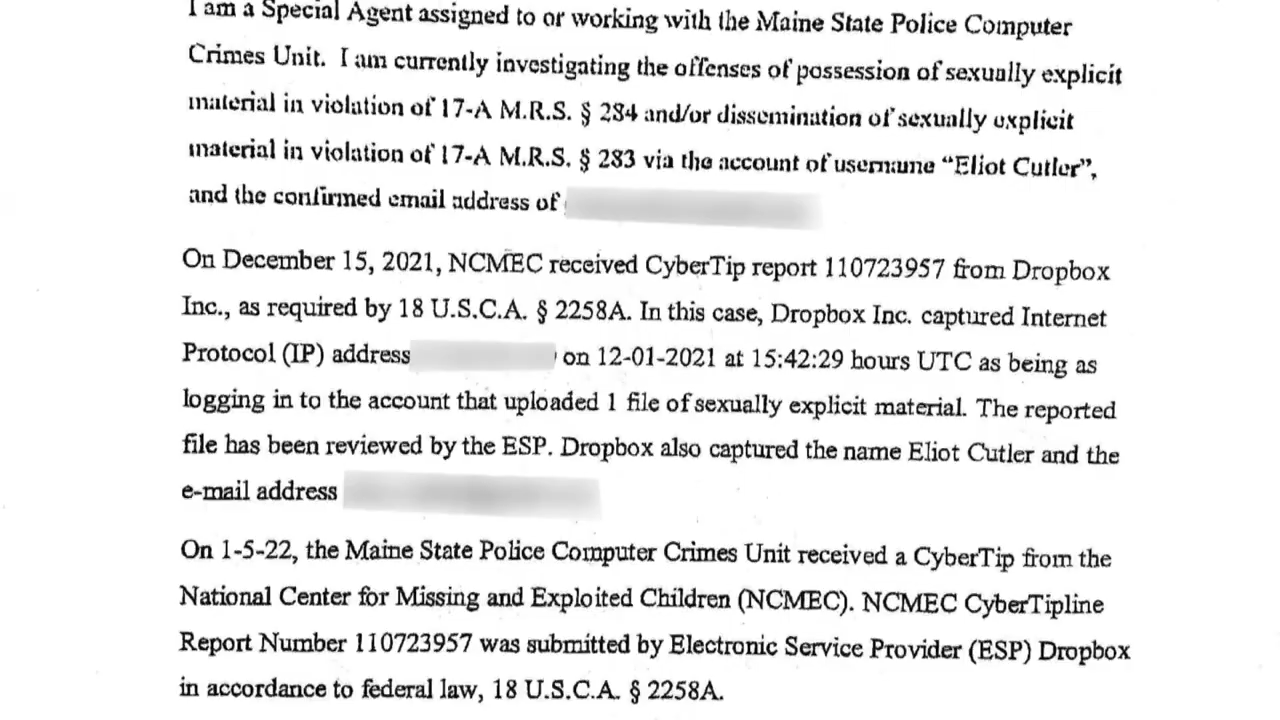 I am a Special Agent assigned to or working with the Maine State Police Computer
Crimes Unit. I am currently investigating the offenses of possession of sexually explicit
material in violation of 17-A M.R.S. § 284 and/or dissemination of sexually explicit
material in violation of 17-A M.R.S. § 283 via the account of username “Eliot Cutler”,
and the confirmed email address of
On December 15, 2021, NCMEC received CyberTip report 110723957 from Dropbox
Inc., as required by 18 U.S.C.A. § 2258A. In this case, Dropbox Inc. captured Internet
Protocol (IP) address on 12-01-2021 at 15:42:29 hours UTC as being as
logging in to the account that uploaded 1 file of sexually explicit material. The reported
file has been reviewed by the ESP. Dropbox also captured the name Eliot Cutler and the
e-mail address
On 1-5-22, the Maine State Police Computer Crimes Unit received a CyberTip from the
National Center for Missing and Exploited Children (NCMEC). NCMEC CyberTipline
Report Number 110723957 was submitted by Electronic Service Provider (ESP) Dropbox
in accordance to federal law, 18 U.S.C.A. § 2258A.